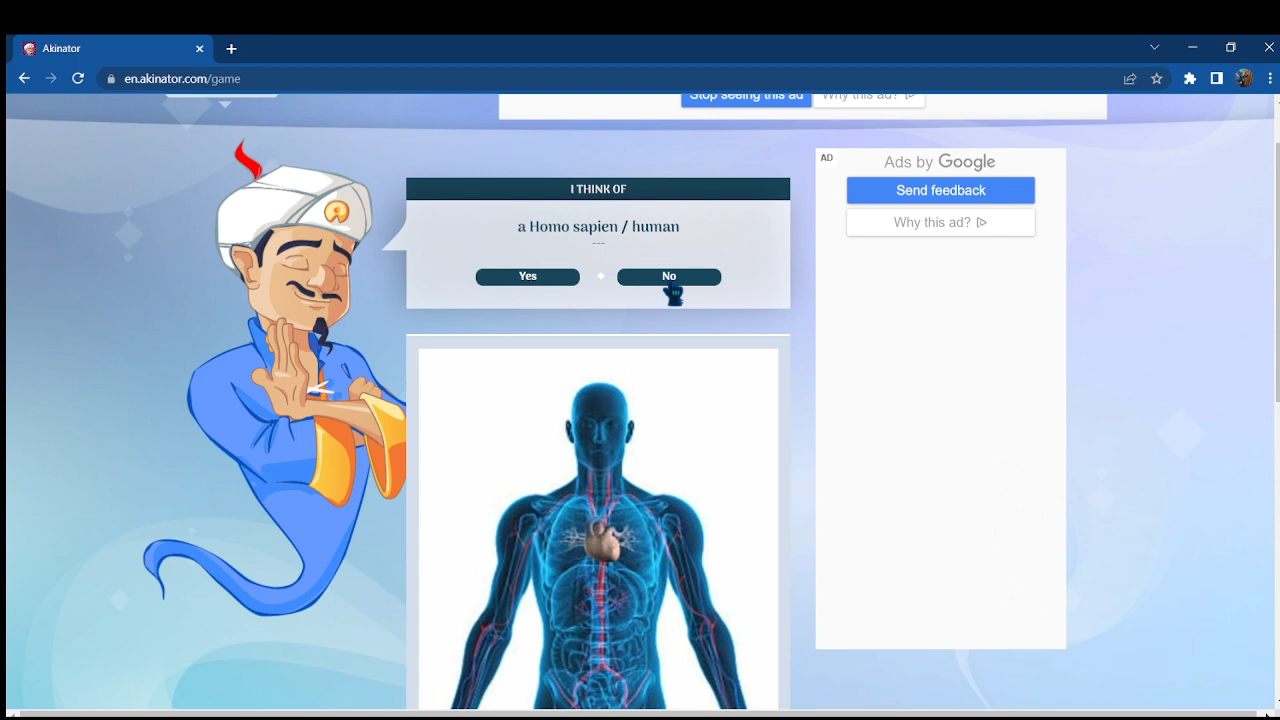 Akinator
en.akinator.com/game
Stop seeing this ad
Why this ad?
AD
Ads by Google
Send feedback
Why this ad?
I THINK OF
a Homo sapien / human
---
Yes
No